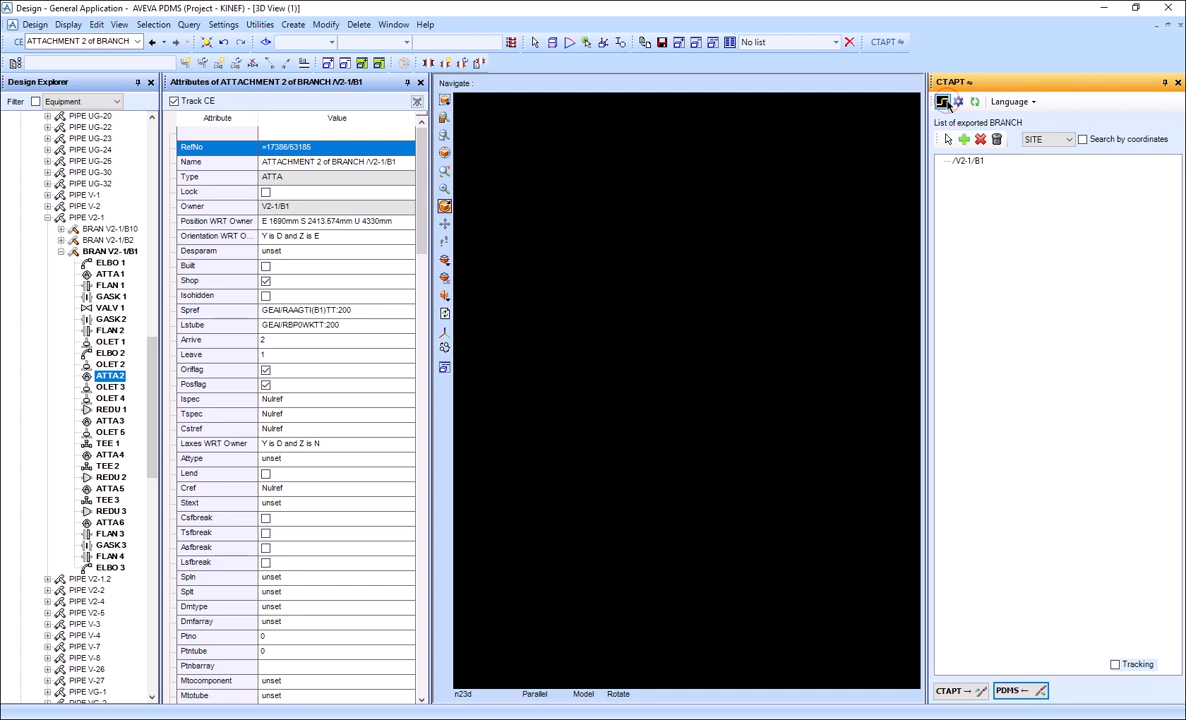 Design - General Application - AVEVA PDMS (Project - KINEF) - [3D View (1)]
Design Display Edit View Selection Query Settings Utilities Create Modify Delete Window Help
CE ATTACHMENT 2 of BRANCH No list CTAPT
Design Explorer
Filter Equipment
PIPE UG-20
PIPE UG-22
PIPE UG-23
PIPE UG-24
PIPE UG-25
PIPE UG-30
PIPE UG-32
PIPE V-1
PIPE V-2
PIPE V2-1
BRAN V2-1/B10
BRAN V2-1/B2
BRAN V2-1/B1
ELBO 1
ATTA 1
FLAN 1
GASK 1
VALV 1
GASK 2
FLAN 2
OLET 1
ELBO 2
OLET 2
ATTA 2
OLET 3
OLET 4
REDU 1
ATTA 3
OLET 5
TEE 1
ATTA 4
TEE 2
REDU 2
ATTA 5
TEE 3
REDU 3
ATTA 6
FLAN 3
GASK 3
FLAN 4
ELBO 3
PIPE V2-1.2
PIPE V2-2
PIPE V2-4
PIPE V2-5
PIPE V-3
PIPE V-4
PIPE V-7
PIPE V-8
PIPE V-26
PIPE V-27
PIPE VG-1
Attributes of ATTACHMENT 2 of BRANCH /V2-1/B1
Track CE
Attribute Value
RefNo =17386/53185
Name ATTACHMENT 2 of BRANCH /V2-1/B1
Type ATTA
Lock
Owner V2-1/B1
Position WRT Owner E 1690mm S 2413.574mm U 4330mm
Orientation WRT O... Y is D and Z is E
Desparam unset
Built
Shop
Isohidden
Spref GEAI/RAAGTI(B1)TT:200
Lstube GEAI/RBP0WKTT:200
Arrive 2
Leave 1
Oriflag
Posflag
Ispec Nulref
Tspec Nulref
Cstref Nulref
Laxes WRT Owner Y is D and Z is N
Attype unset
Lend
Cref Nulref
Stext unset
Csfbreak
Tsfbreak
Asfbreak
Lsfbreak
Spln unset
Splt unset
Dmtype unset
Dmfarray unset
Ptno 0
Ptntube 0
Ptnbarray
Mtocomponent unset
Mtotube unset
Navigate :
n23d Parallel Model Rotate
CTAPT
Language
List of exported BRANCH
SITE Search by coordinates
/V2-1/B1
Tracking
CTAPT → PDMS ←